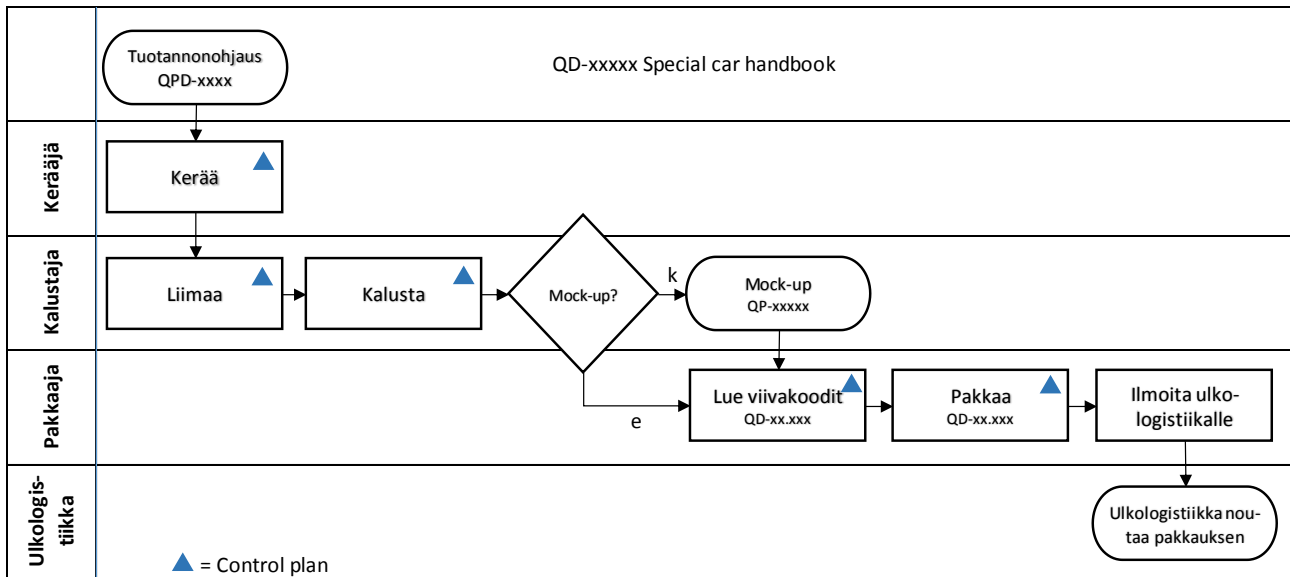 Tuotannonohjaus
QPD-xxxx
QD-xxxxx Special car handbook
Kerääjä
Kerää
Kalustaja
Liimaa
Kalusta
Mock-up?
k
Mock-up
QP-xxxxx
Pakkaaja
e
Lue viivakoodit
QD-xx.xxx
Pakkaa
QD-xx.xxx
Ilmoita ulko-
logistiikalle
Ulkologis-
tiikka
Ulkologistiikka nou-
taa pakkauksen
= Control plan